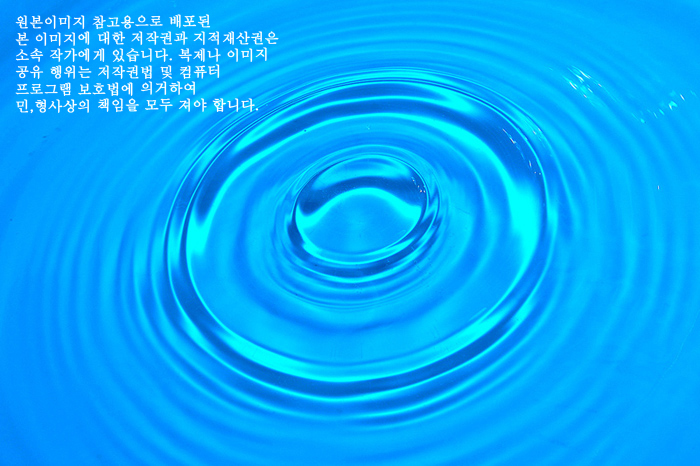 원본이미지 참고용으로 배포된
본 이미지에 대한 저작권과 지적재산권은
소속 작가에게 있습니다. 복제나 이미지
공유 행위는 저작권법 및 컴퓨터
프로그램 보호법에 의거하여
민,형사상의 책임을 모두 져야 합니다.